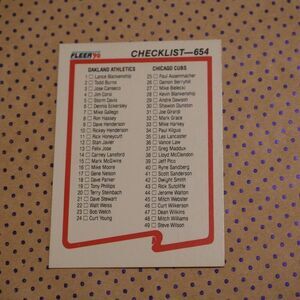 FLEER '90
CHECKLIST—654
OAKLAND ATHLETICS
1 Lance Blankenship
2 Todd Burns
3 Jose Canseco
4 Jim Corsi
5 Storm Davis
6 Dennis Eckersley
7 Mike Gallego
8 Ron Hassey
9 Dave Henderson
10 Rickey Henderson
11 Rick Honeycutt
12 Stan Javier
13 Felix Jose
14 Carney Lansford
15 Mark McGwire
16 Mike Moore
17 Gene Nelson
18 Dave Parker
19 Tony Phillips
20 Terry Steinbach
21 Dave Stewart
22 Walt Weiss
23 Bob Welch
24 Curt Young
CHICAGO CUBS
25 Paul Assenmacher
26 Damon Berryhill
27 Mike Bielecki
28 Kevin Blankenship
29 Andre Dawson
30 Shawon Dunston
31 Joe Girardi
32 Mark Grace
33 Mike Harkey
34 Paul Kilgus
35 Les Lancaster
36 Vance Law
37 Greg Maddux
38 Lloyd McClendon
39 Jeff Pico
40 Ryne Sandberg
41 Scott Sanderson
42 Dwight Smith
43 Rick Sutcliffe
44 Jerome Walton
45 Mitch Webster
46 Curt Wilkerson
47 Dean Wilkins
48 Mitch Williams
49 Steve Wilson